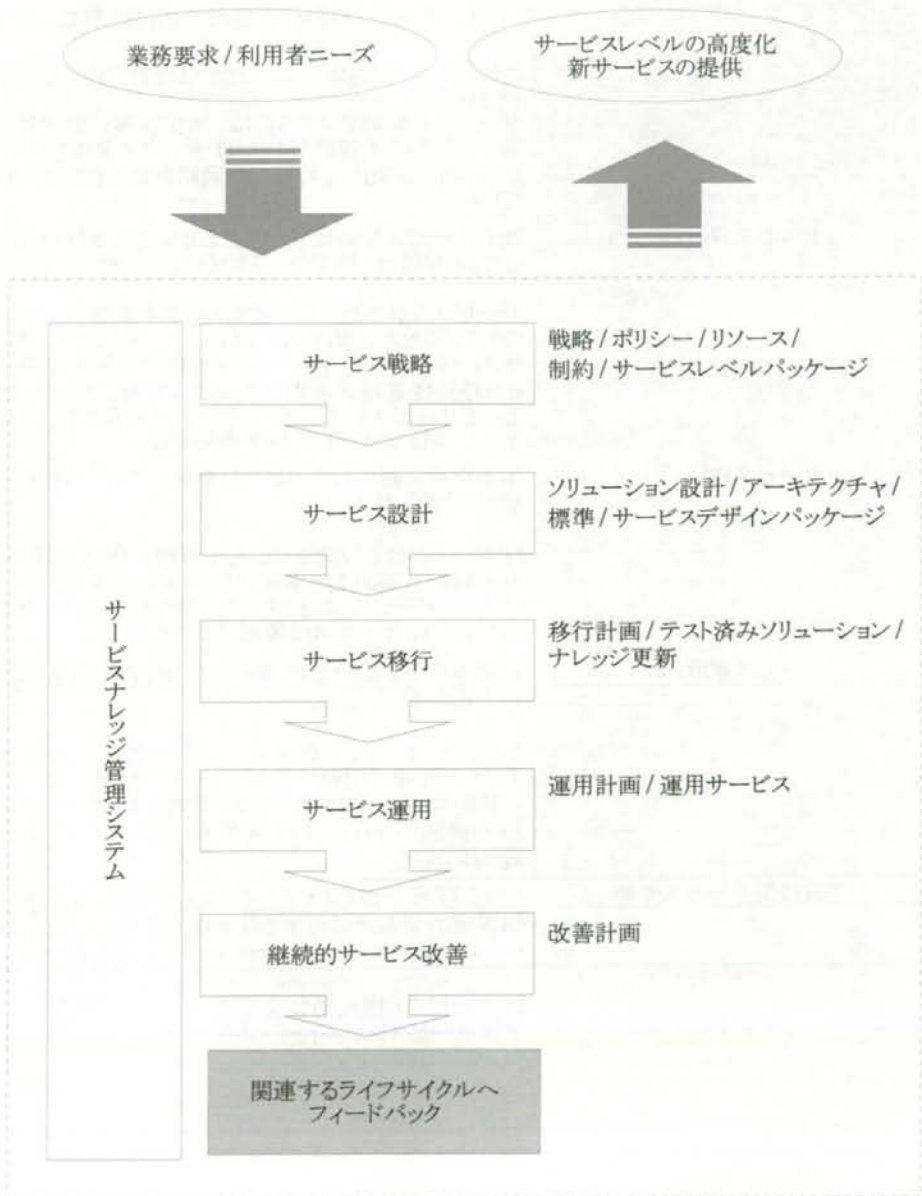 業務要求/利用者ニーズ
サービスレベルの高度化
新サービスの提供
サービスナレッジ管理システム
サービス戦略
戦略/ポリシー/リソース/
制約/サービスレベルパッケージ
サービス設計
ソリューション設計/アーキテクチャ/
標準/サービスデザインパッケージ
サービス移行
移行計画/テスト済みソリューション/
ナレッジ更新
サービス運用
運用計画/運用サービス
継続的サービス改善
改善計画
関連するライフサイクルへ
フィードバック